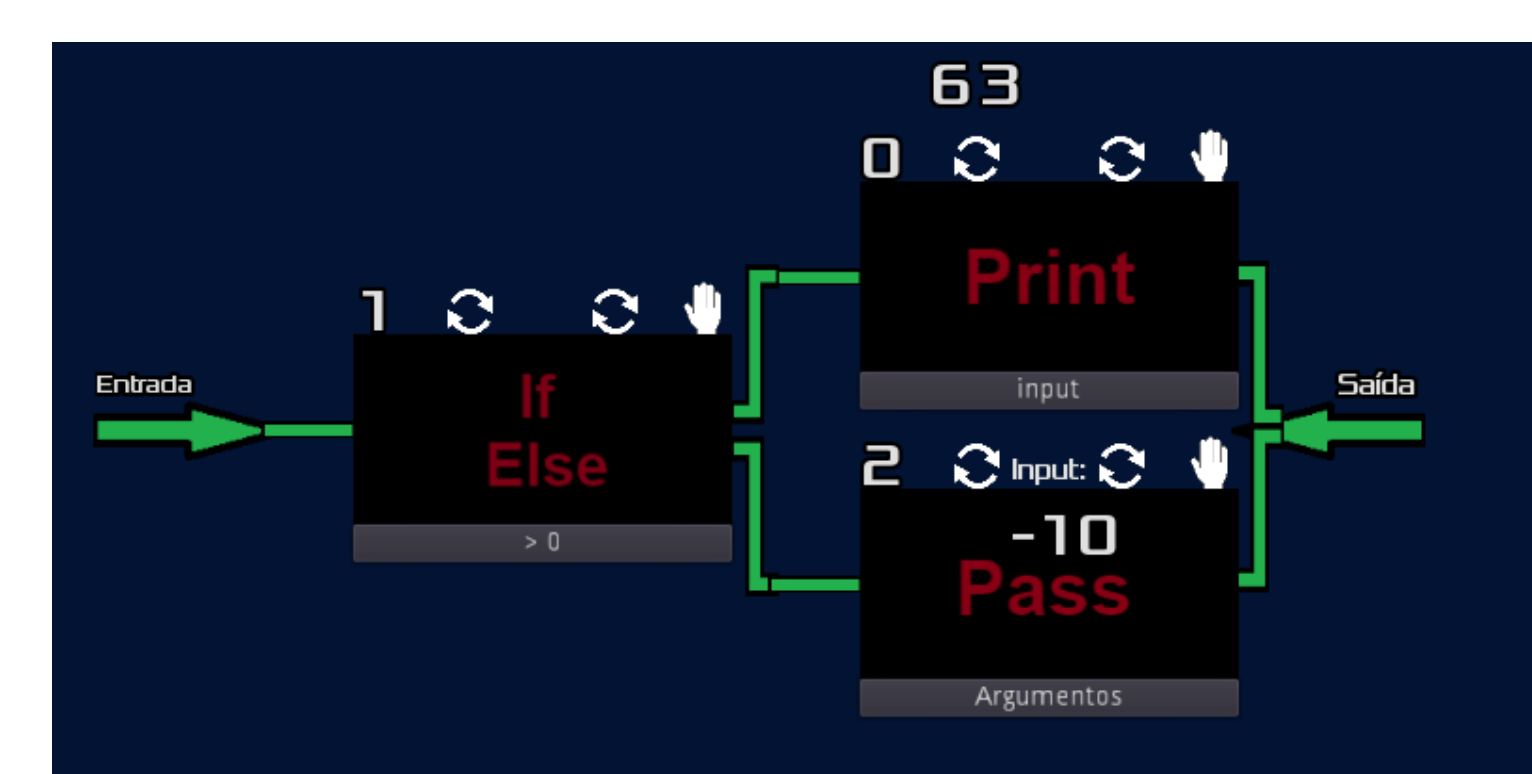 63
0
Print
input
1
If
Else
> 0
Entrada
Saída
2
Input:
-10
Pass
Argumentos